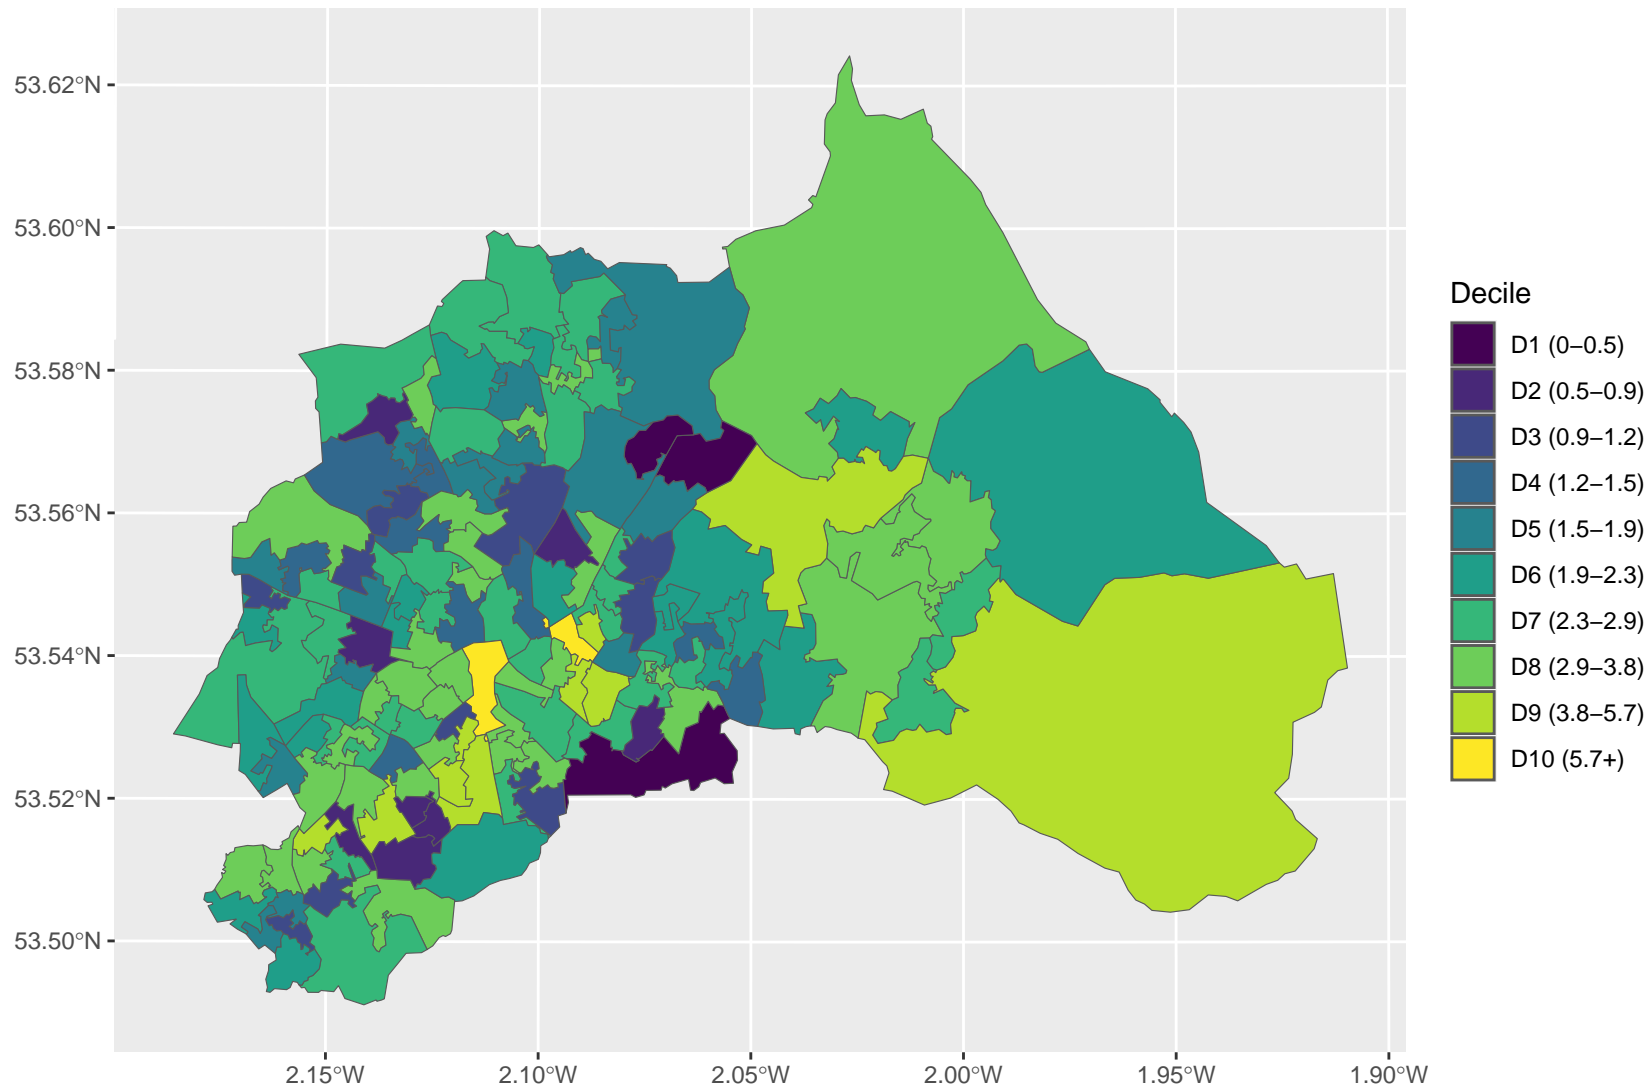 53.62°N
53.60°N
53.58°N
53.56°N
53.54°N
53.52°N
53.50°N
2.15°W
2.10°W
2.05°W
2.00°W
1.95°W
1.90°W
Decile
D1 (0−0.5)
D2 (0.5−0.9)
D3 (0.9−1.2)
D4 (1.2−1.5)
D5 (1.5−1.9)
D6 (1.9−2.3)
D7 (2.3−2.9)
D8 (2.9−3.8)
D9 (3.8−5.7)
D10 (5.7+)